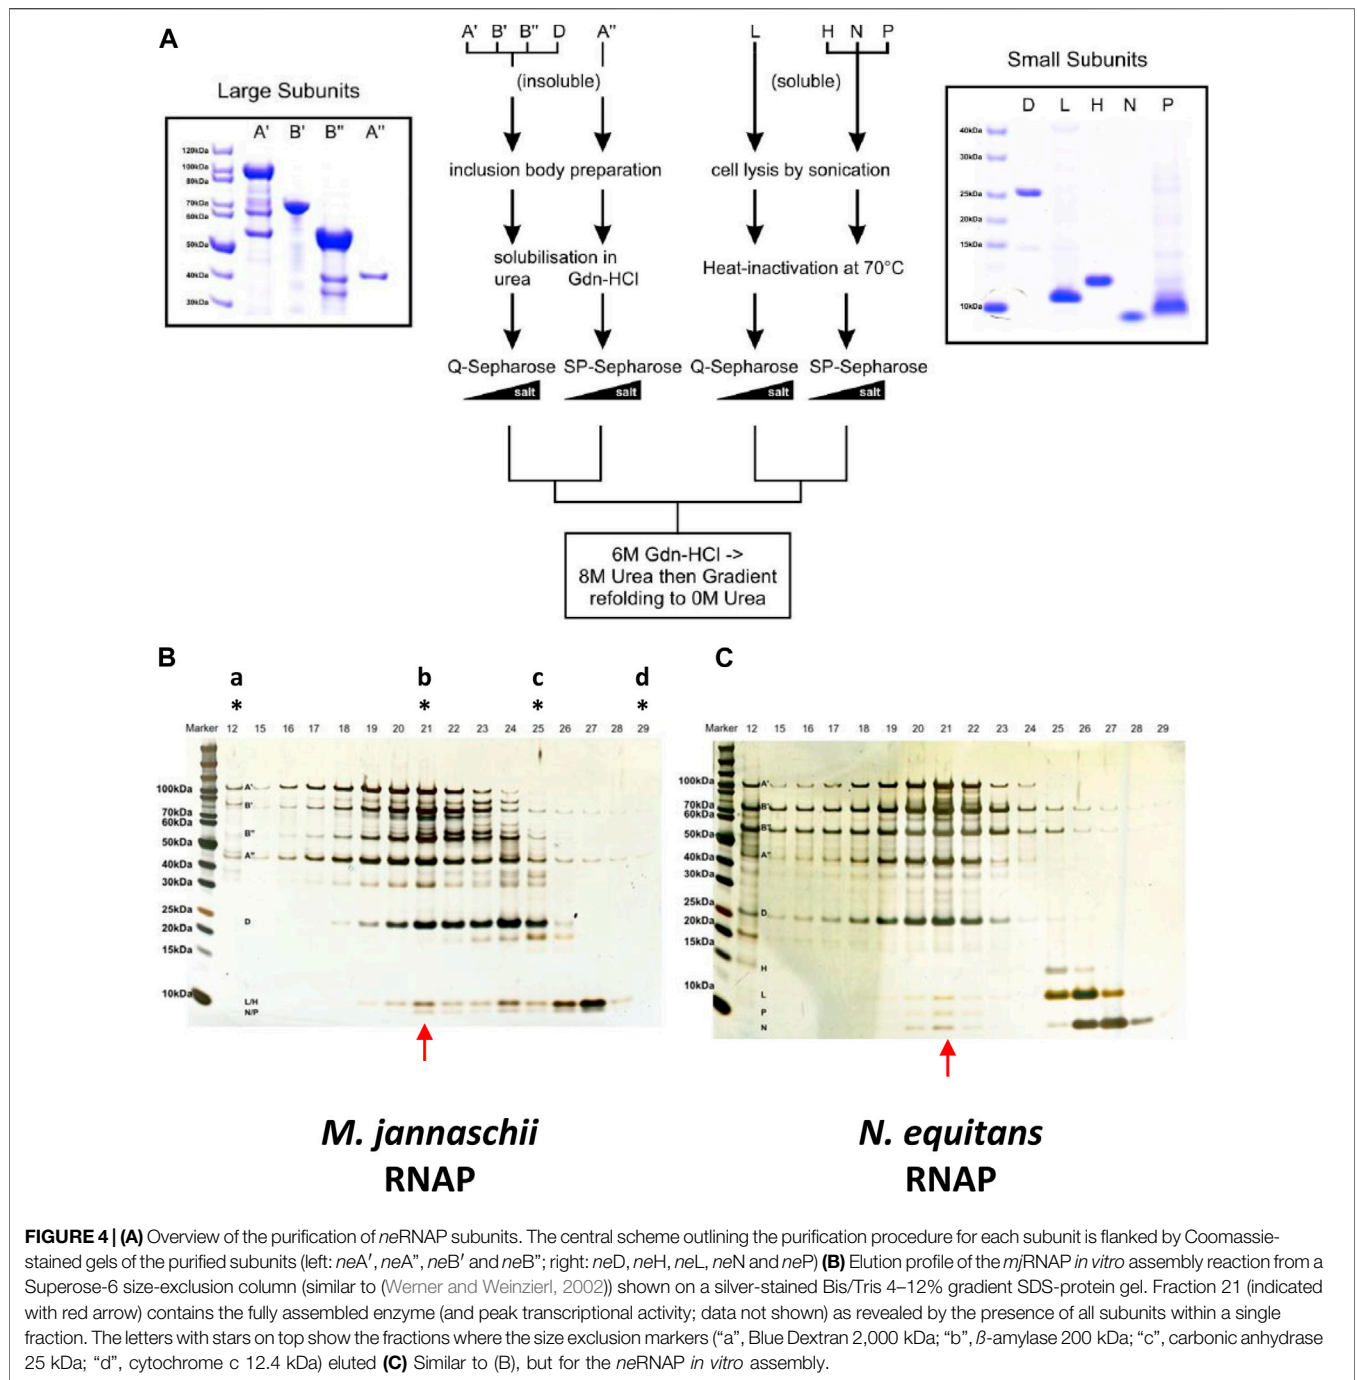 A
A' B' B" D A" L H N P
(insoluble) (soluble)
Large Subunits
Small Subunits
A' B' B" A"
120kDa
100kDa
80kDa
70kDa
60kDa
50kDa
40kDa
30kDa
D L H N P
40kDa
30kDa
25kDa
20kDa
15kDa
10kDa
inclusion body preparation cell lysis by sonication
solubilisation in
urea Gdn-HCl
Heat-inactivation at 70°C
Q-Sepharose SP-Sepharose Q-Sepharose SP-Sepharose
salt salt salt salt
6M Gdn-HCl ->
8M Urea then Gradient
refolding to 0M Urea
B
a b c d
* * * *
Marker 12 15 16 17 18 19 20 21 22 23 24 25 26 27 28 29
100kDa
70kDa
60kDa
50kDa
40kDa
30kDa
25kDa
20kDa
15kDa
10kDa
A'
B'
B"
A"
D
L/H
N/P
M. jannaschii
RNAP
C
Marker 12 15 16 17 18 19 20 21 22 23 24 25 26 27 28 29
100kDa
70kDa
60kDa
50kDa
40kDa
30kDa
25kDa
20kDa
15kDa
10kDa
A'
B'
B"
A"
D
H
L
P
N
N. equitans
RNAP
FIGURE 4 | (A) Overview of the purification of neRNAP subunits. The central scheme outlining the purification procedure for each subunit is flanked by Coomassie-
stained gels of the purified subunits (left: neA′, neA”, neB′ and neB”; right: neD, neH, neL, neN and neP) (B) Elution profile of the mjRNAP in vitro assembly reaction from a
Superose-6 size-exclusion column (similar to (Werner and Weinzierl, 2002)) shown on a silver-stained Bis/Tris 4–12% gradient SDS-protein gel. Fraction 21 (indicated
with red arrow) contains the fully assembled enzyme (and peak transcriptional activity; data not shown) as revealed by the presence of all subunits within a single
fraction. The letters with stars on top show the fractions where the size exclusion markers (“a”, Blue Dextran 2,000 kDa; “b”, ß-amylase 200 kDa; “c”, carbonic anhydrase
25 kDa; “d”, cytochrome c 12.4 kDa) eluted (C) Similar to (B), but for the neRNAP in vitro assembly.